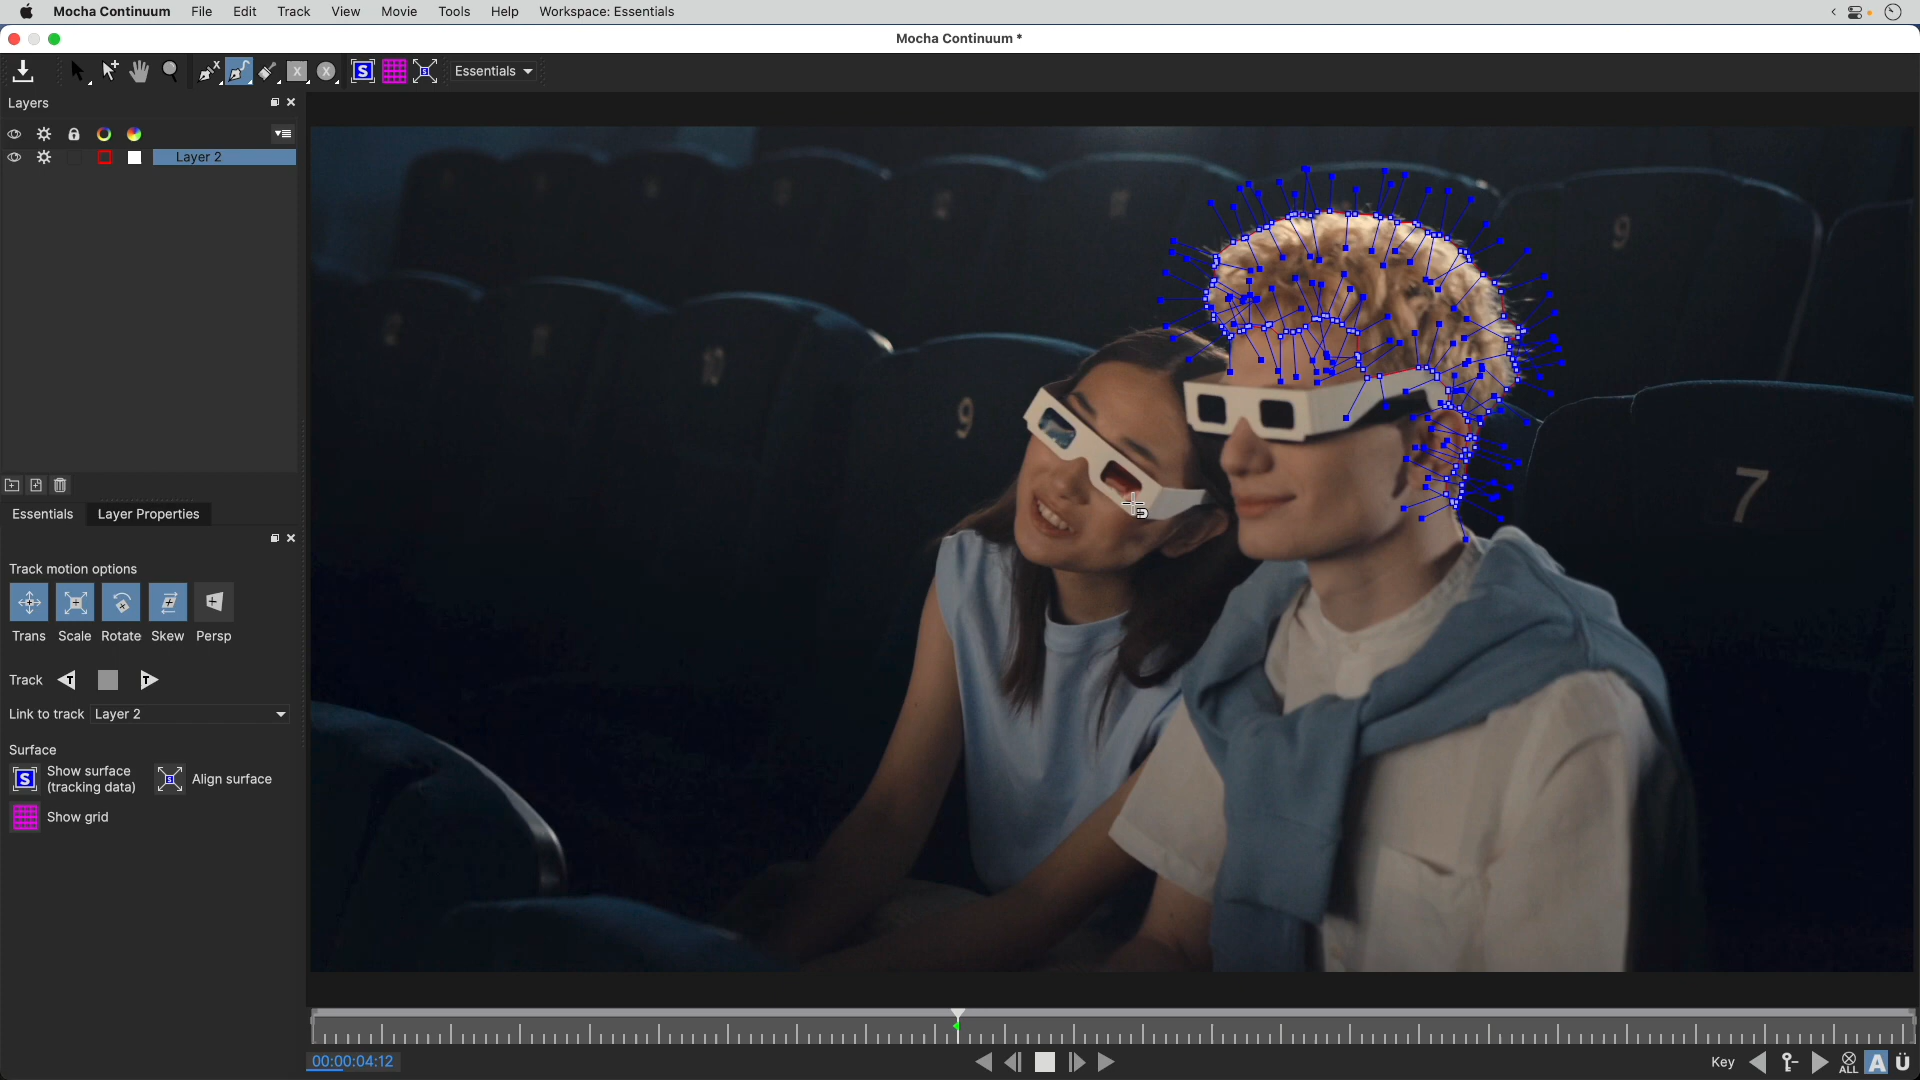 Mocha Continuum File Edit Track View Movie Tools Help Workspace: Essentials
Mocha Continuum *
Essentials
Layers
Layer 2
Essentials Layer Properties
Track motion options
Trans Scale Rotate Skew Persp
Track T T
Link to track Layer 2
Surface
S Show surface
(tracking data)
S Align surface
Show grid
9
9
10
7
00:00:04:12
Key ALL A Ü